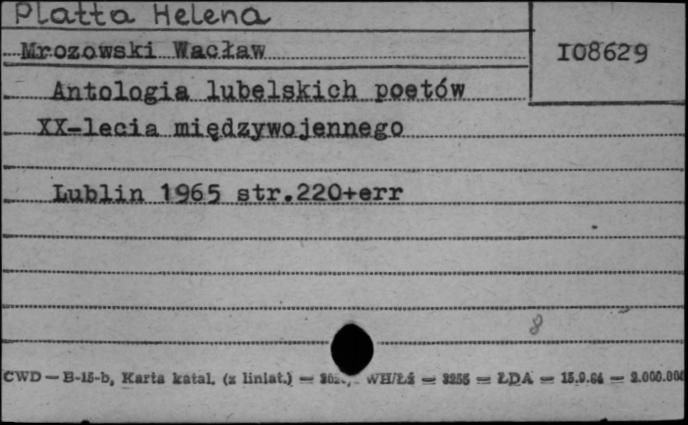 Platta Helena
Mrozowski Wacław
I08629
Antologia lubelskich poetów
XX-lecia międzywojennego
Lublin 1965 str.220+err
8
CWD — B-15-b, Karta katal. (z liniat.) — WH/Łź — 3255 — ŁDA — 15.9.64 — 2.000.000